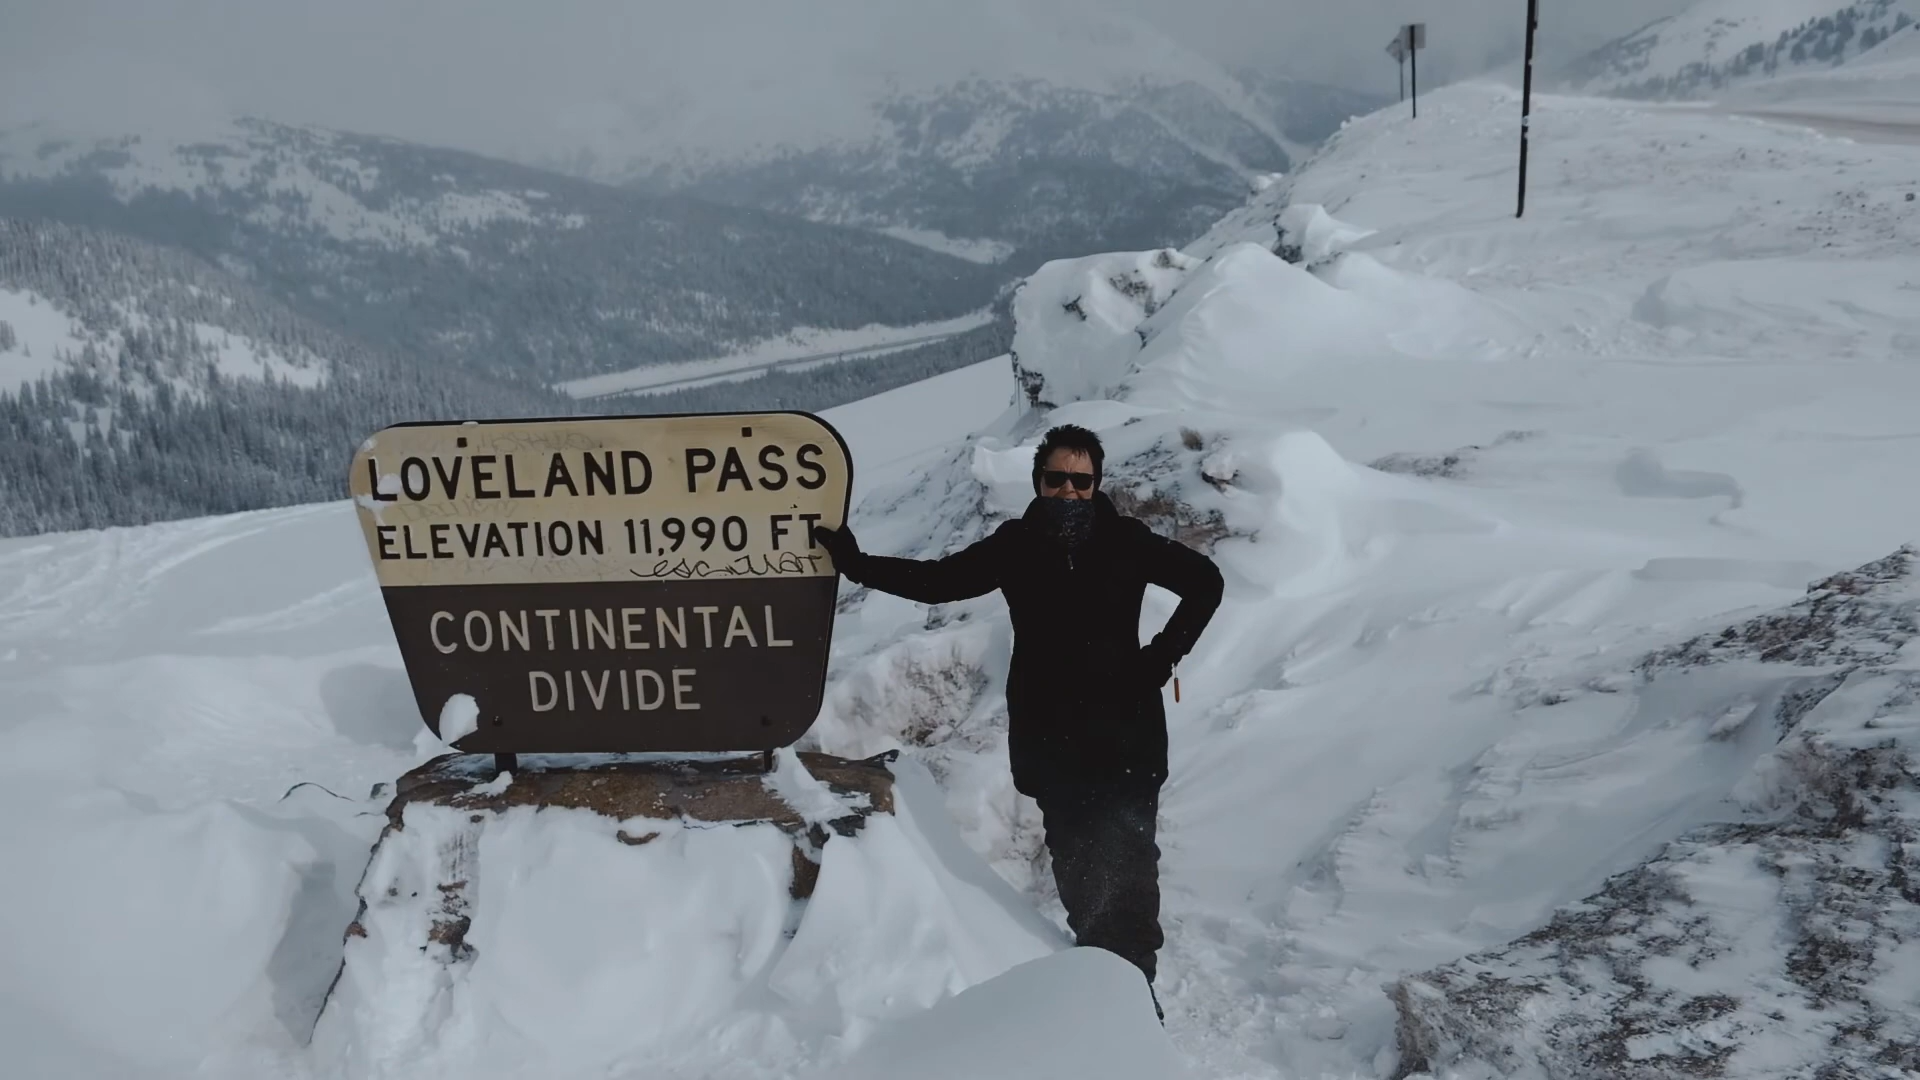 LOVELAND PASS
ELEVATION 11,990 FT
CONTINENTAL
DIVIDE